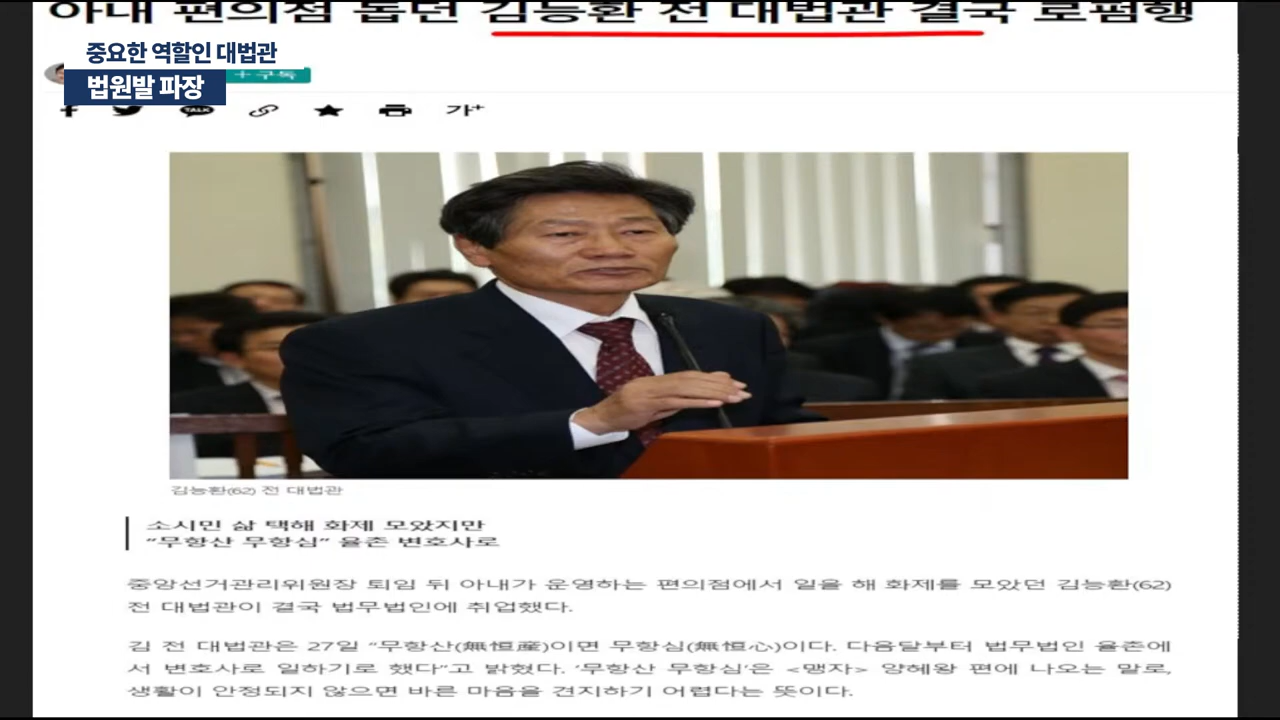 아내 편의점 돕던 김능환 전 대법관 결국 로펌행
중요한 역할인 대법관
+ 구독
법원발 파장
TALK
가+
김능환(62) 전 대법관
소시민 삶 택해 화제 모았지만
“무항산 무항심” 율촌 변호사로
중앙선거관리위원장 퇴임 뒤 아내가 운영하는 편의점에서 일을 해 화제를 모았던 김능환(62)
전 대법관이 결국 법무법인에 취업했다.
김 전 대법관은 27일 “무항산(無恒産)이면 무항심(無恒心)이다. 다음달부터 법무법인 율촌에
서 변호사로 일하기로 했다”고 밝혔다. ‘무항산 무항심’은 <맹자> 양혜왕 편에 나오는 말로,
생활이 안정되지 않으면 바른 마음을 견지하기 어렵다는 뜻이다.